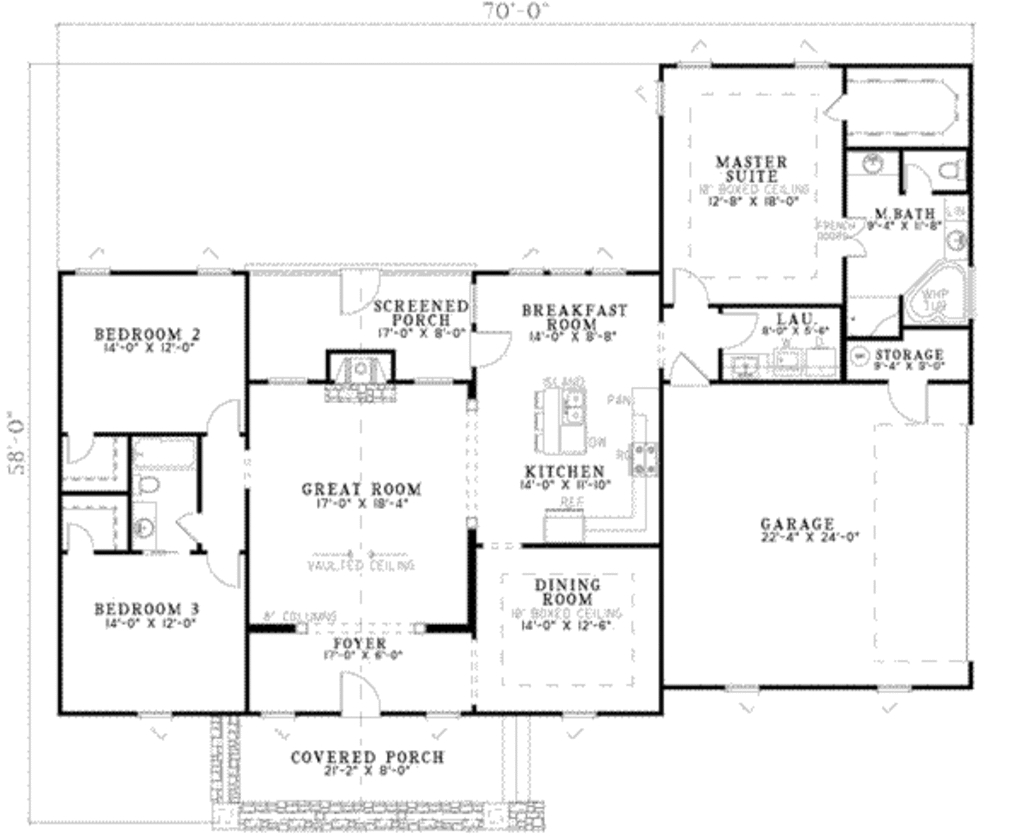 70'-0"
MASTER
SUITE
10' BOXED CEILING
12'-8" X 18'-0"
FRENCH
DOORS
M.BATH
9'-4" X 11'-8"
LIN
WHP
TUB
SCREENED
PORCH
17'-0" X 8'-0"
BREAKFAST
ROOM
14'-0" X 8'-8"
LAU.
8'-0" X 5'-6"
W.
D.
STORAGE
BEDROOM 2
14'-0" X 12'-0"
58'-0"
ISLAND
PAN
DW
KITCHEN
14'-0" X 11'-10"
REF
GREAT ROOM
17'-0" X 18'-4"
VAULTED CEILING
GARAGE
22'-4" X 24'-0"
BEDROOM 3
14'-0" X 12'-0"
8" COLUMNS
DINING
ROOM
10' BOXED CEILING
14'-0" X 12'-6"
FOYER
17'-0" X 6'-0"
COVERED PORCH
21'-2" X 8'-0"